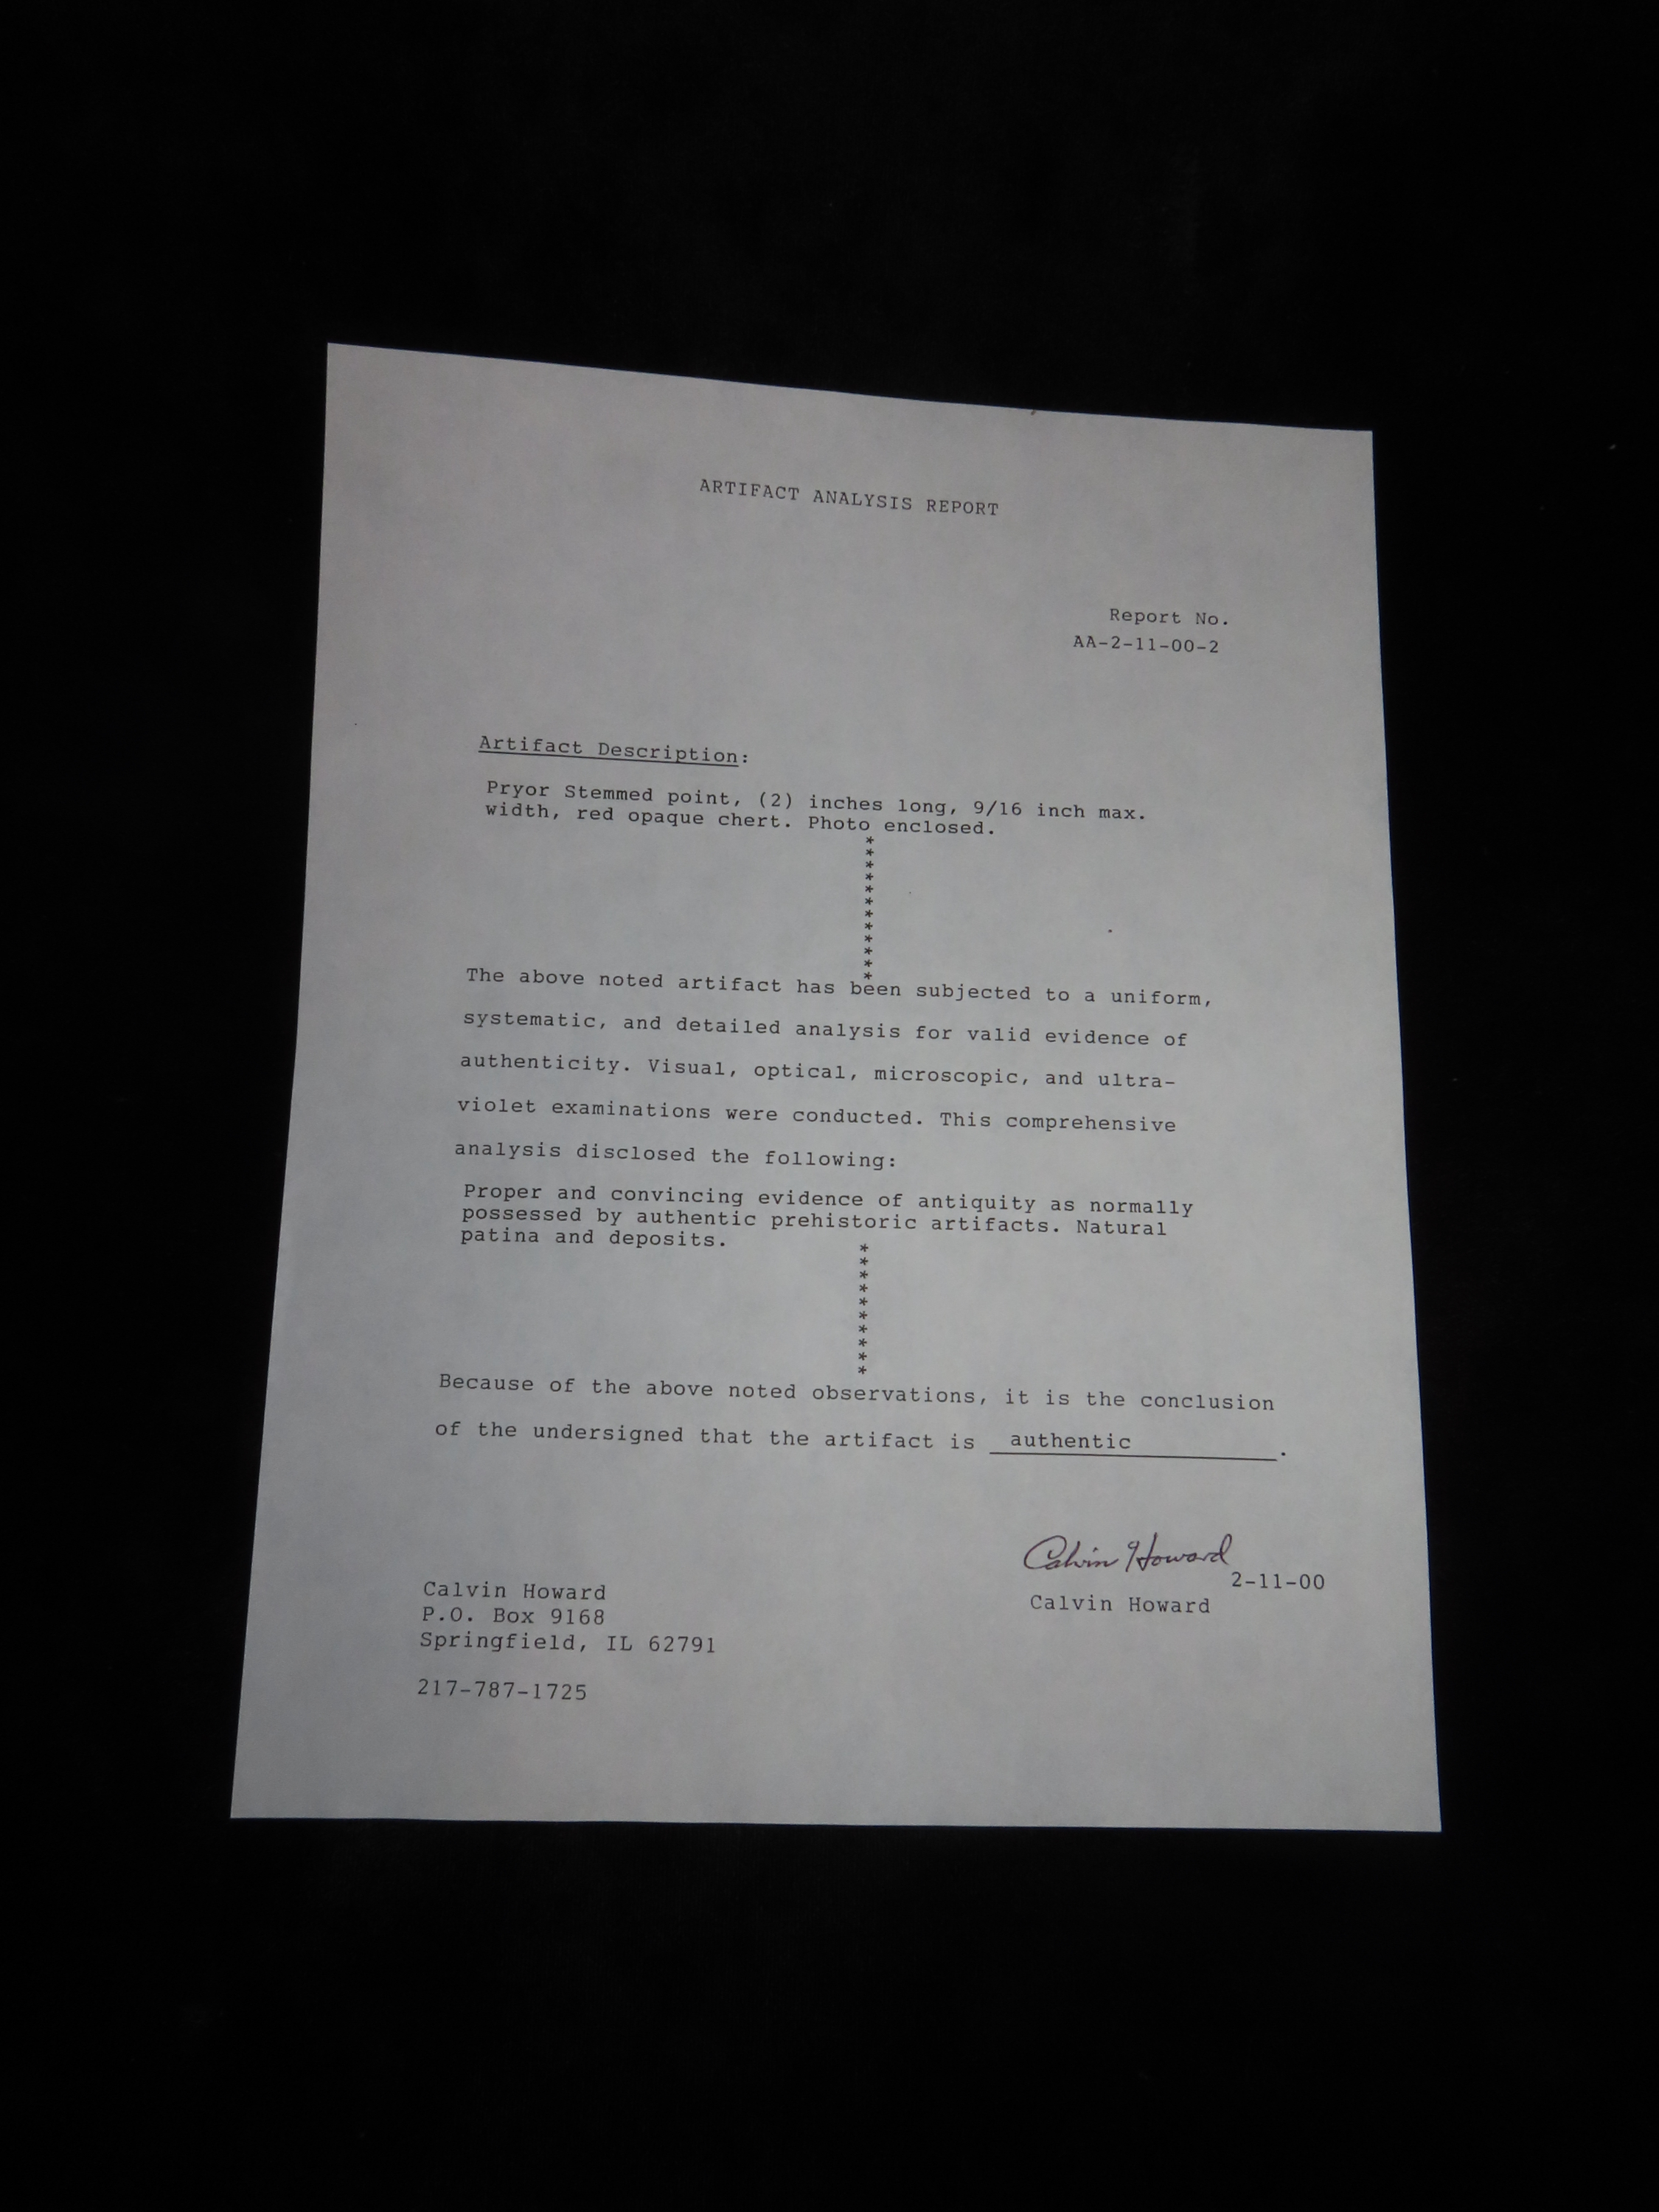 ARTIFACT ANALYSIS REPORT
Report No.
AA-2-11-00-2
Artifact Description:
Pryor Stemmed point, (2) inches long, 9/16 inch max.
width, red opaque chert. Photo enclosed.
*
*
*
*
*
*
*
*
*
*
*
*
The above noted artifact has been subjected to a uniform,
systematic, and detailed analysis for valid evidence of
authenticity. Visual, optical, microscopic, and ultra-
violet examinations were conducted. This comprehensive
analysis disclosed the following:
Proper and convincing evidence of antiquity as normally
possessed by authentic prehistoric artifacts. Natural
patina and deposits.
*
*
*
*
*
*
*
*
*
*
Because of the above noted observations, it is the conclusion
of the undersigned that the artifact is authentic.
Calvin Howard
2-11-00
Calvin Howard
Calvin Howard
P.O. Box 9168
Springfield, IL 62791
217-787-1725